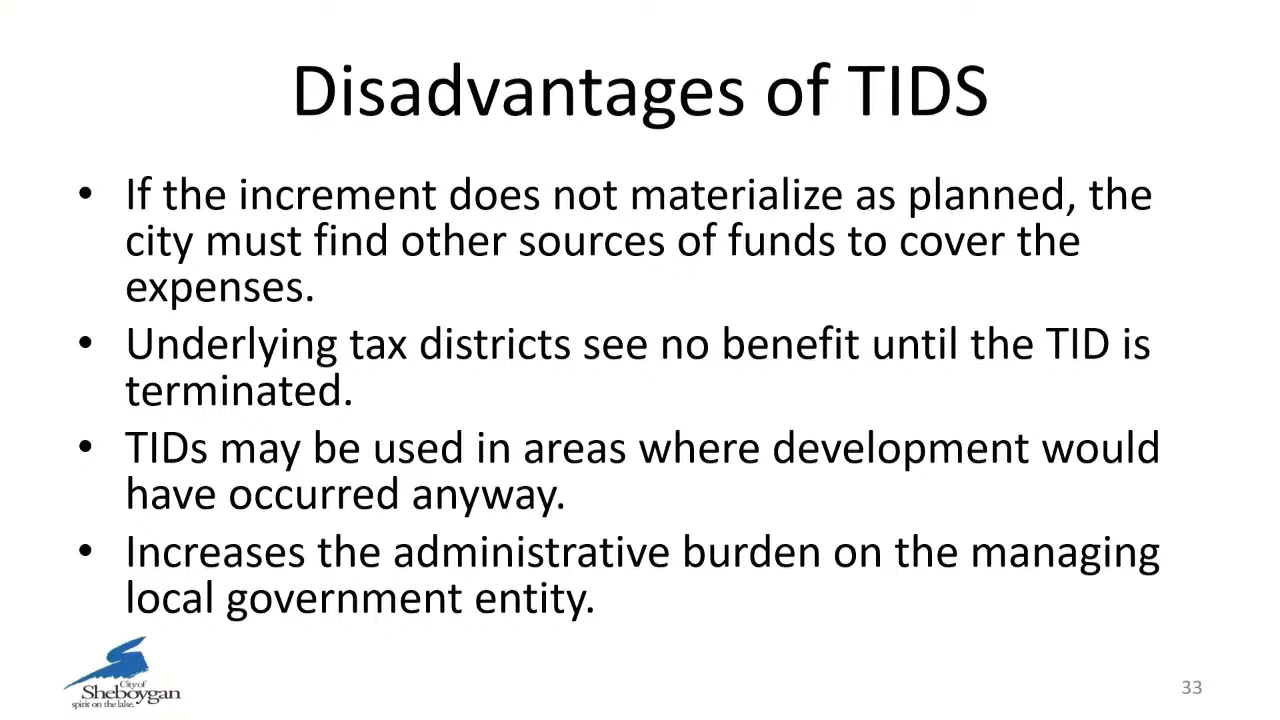 Disadvantages of TIDS
• If the increment does not materialize as planned, the
city must find other sources of funds to cover the
expenses.
• Underlying tax districts see no benefit until the TID is
terminated.
• TIDs may be used in areas where development would
have occurred anyway.
• Increases the administrative burden on the managing
local government entity.
City of
Sheboygan
spirit on the lake.
33